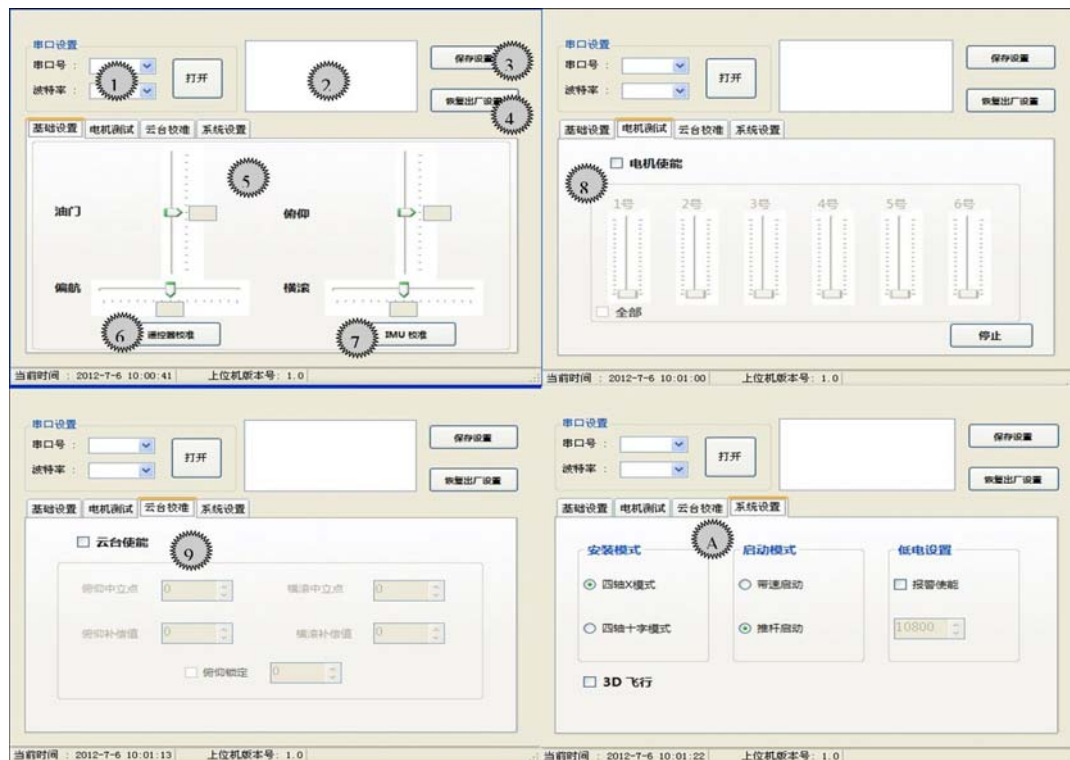 串口设置
串口号：
波特率：
打开
1
2
保存设置
3
恢复出厂设置
4
基础设置 电机测试 云台校准 系统设置
5
油门
俯仰
偏航
横滚
6
遥控器校准
7
IMU 校准
当前时间 : 2012-7-6 10:00:41 上位机版本号: 1.0
串口设置
串口号：
波特率：
打开
保存设置
恢复出厂设置
基础设置 电机测试 云台校准 系统设置
电机使能
8
1号 2号 3号 4号 5号 6号
全部
停止
当前时间 : 2012-7-6 10:01:00 上位机版本号: 1.0
串口设置
串口号：
波特率：
打开
保存设置
恢复出厂设置
基础设置 电机测试 云台校准 系统设置
云台使能
9
俯仰中立点 0 横滚中立点 0
俯仰补偿值 0 横滚补偿值 0
俯仰锁定 0
当前时间 : 2012-7-6 10:01:13 上位机版本号: 1.0
串口设置
串口号：
波特率：
打开
保存设置
恢复出厂设置
基础设置 电机测试 云台校准 系统设置
A
安装模式 启动模式 低电设置
四轴X模式 带速启动 报警使能
四轴十字模式 推杆启动 10800
3D 飞行
当前时间 : 2012-7-6 10:01:22 上位机版本号: 1.0